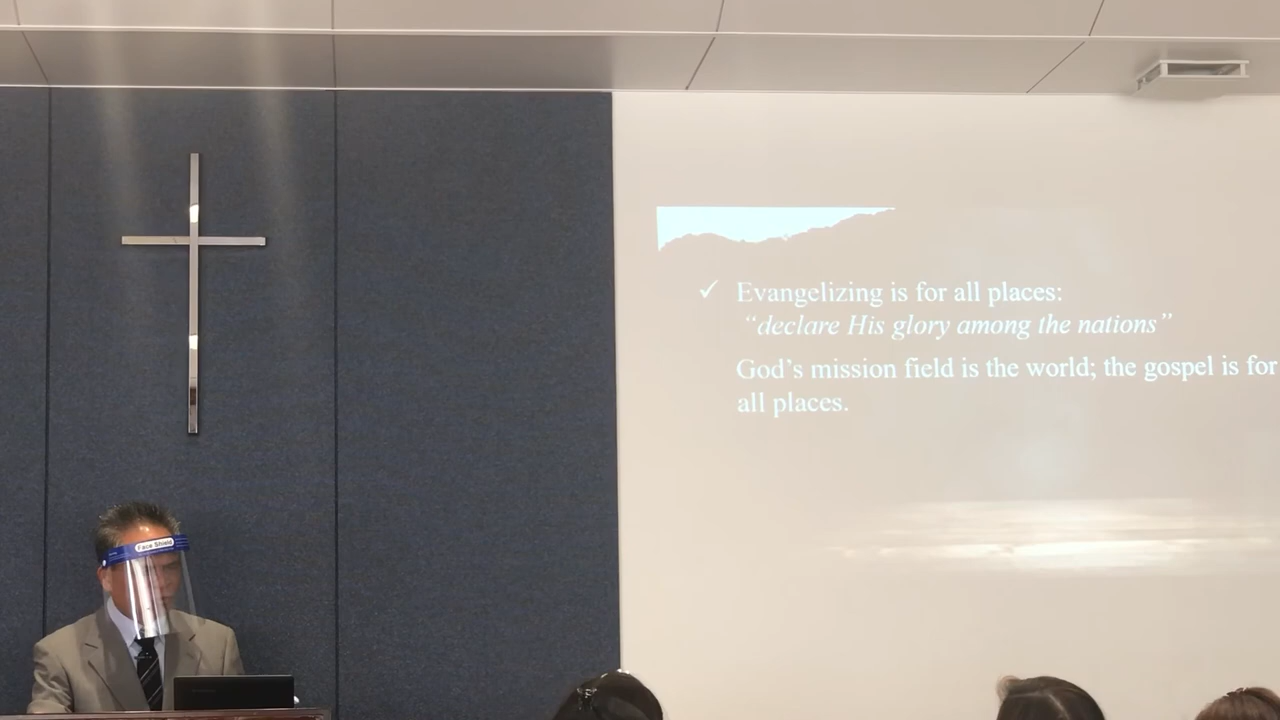 ✓ Evangelizing is for all places:
“declare His glory among the nations”
God’s mission field is the world; the gospel is for
all places.
Face Shield